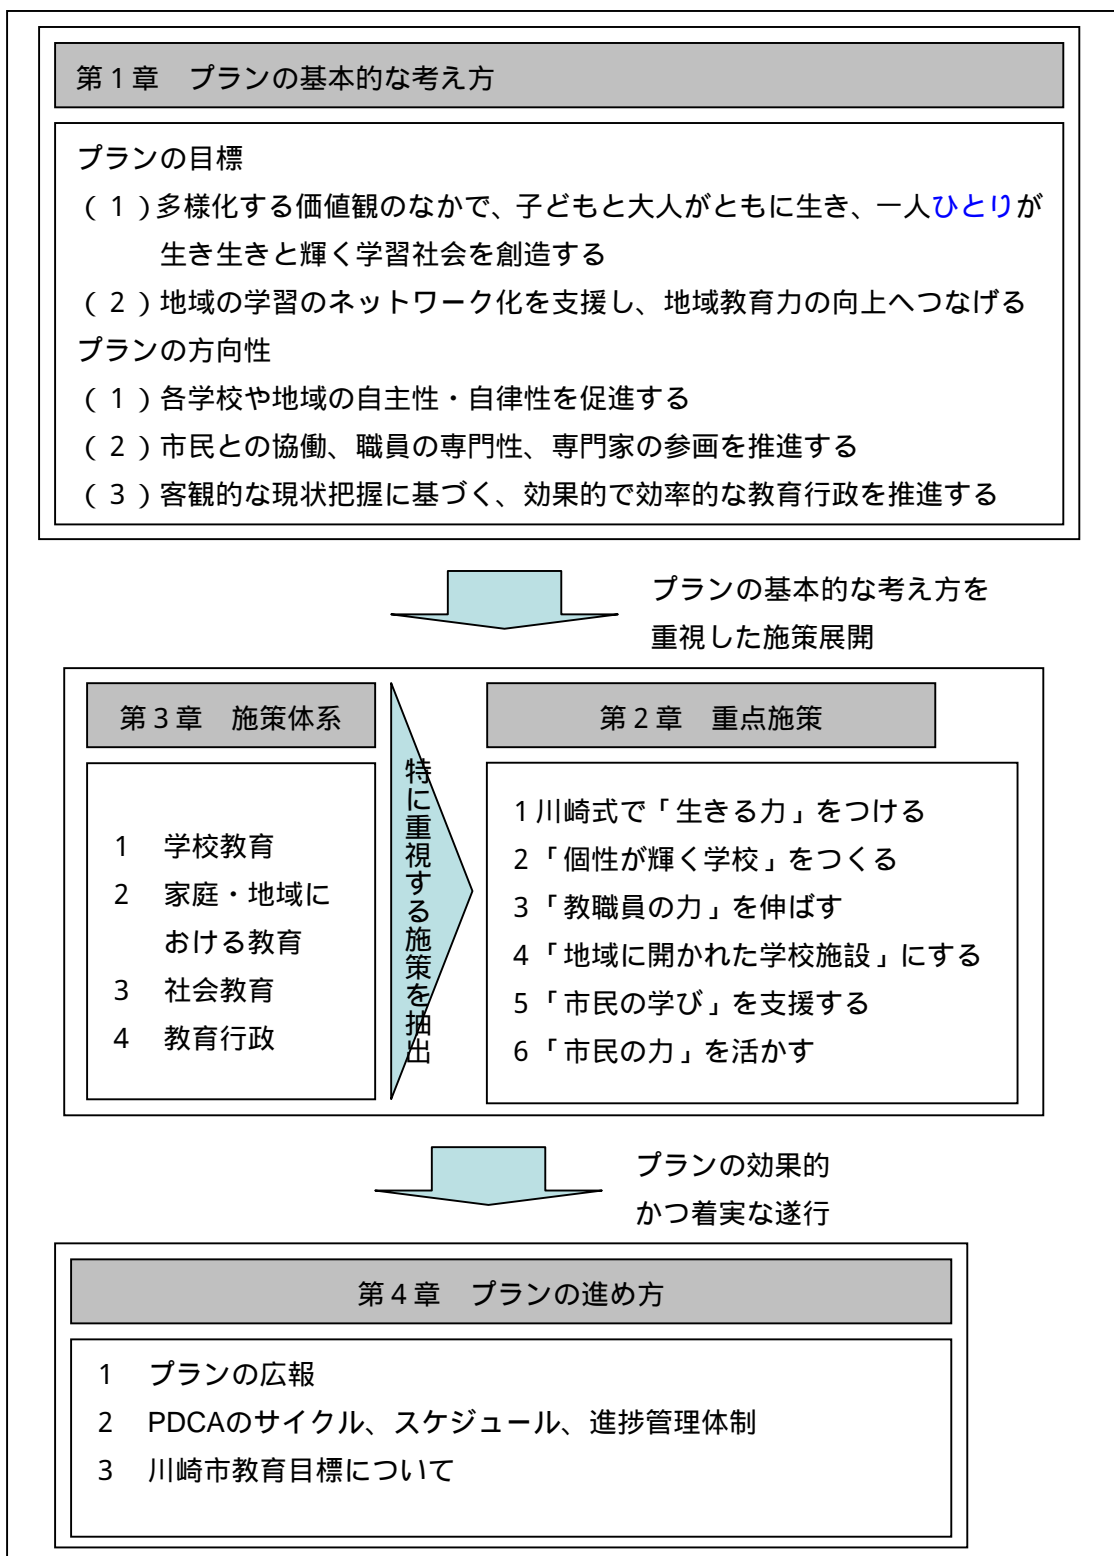 第１章　プランの基本的な考え方
プランの目標
（１）多様化する価値観のなかで、子どもと大人がともに生き、一人ひとりが
生き生きと輝く学習社会を創造する
（２）地域の学習のネットワーク化を支援し、地域教育力の向上へつなげる
プランの方向性
（１）各学校や地域の自主性・自律性を促進する
（２）市民との協働、職員の専門性、専門家の参画を推進する
（３）客観的な現状把握に基づく、効果的で効率的な教育行政を推進する
プランの基本的な考え方を
重視した施策展開
第３章　施策体系
1　学校教育
2　家庭・地域に
おける教育
3　社会教育
4　教育行政
特に重視する施策を抽出
第２章　重点施策
1 川崎式で「生きる力」をつける
2 「個性が輝く学校」をつくる
3 「教職員の力」を伸ばす
4 「地域に開かれた学校施設」にする
5 「市民の学び」を支援する
6 「市民の力」を活かす
プランの効果的
かつ着実な遂行
第４章　プランの進め方
1　プランの広報
2　PDCAのサイクル、スケジュール、進捗管理体制
3　川崎市教育目標について